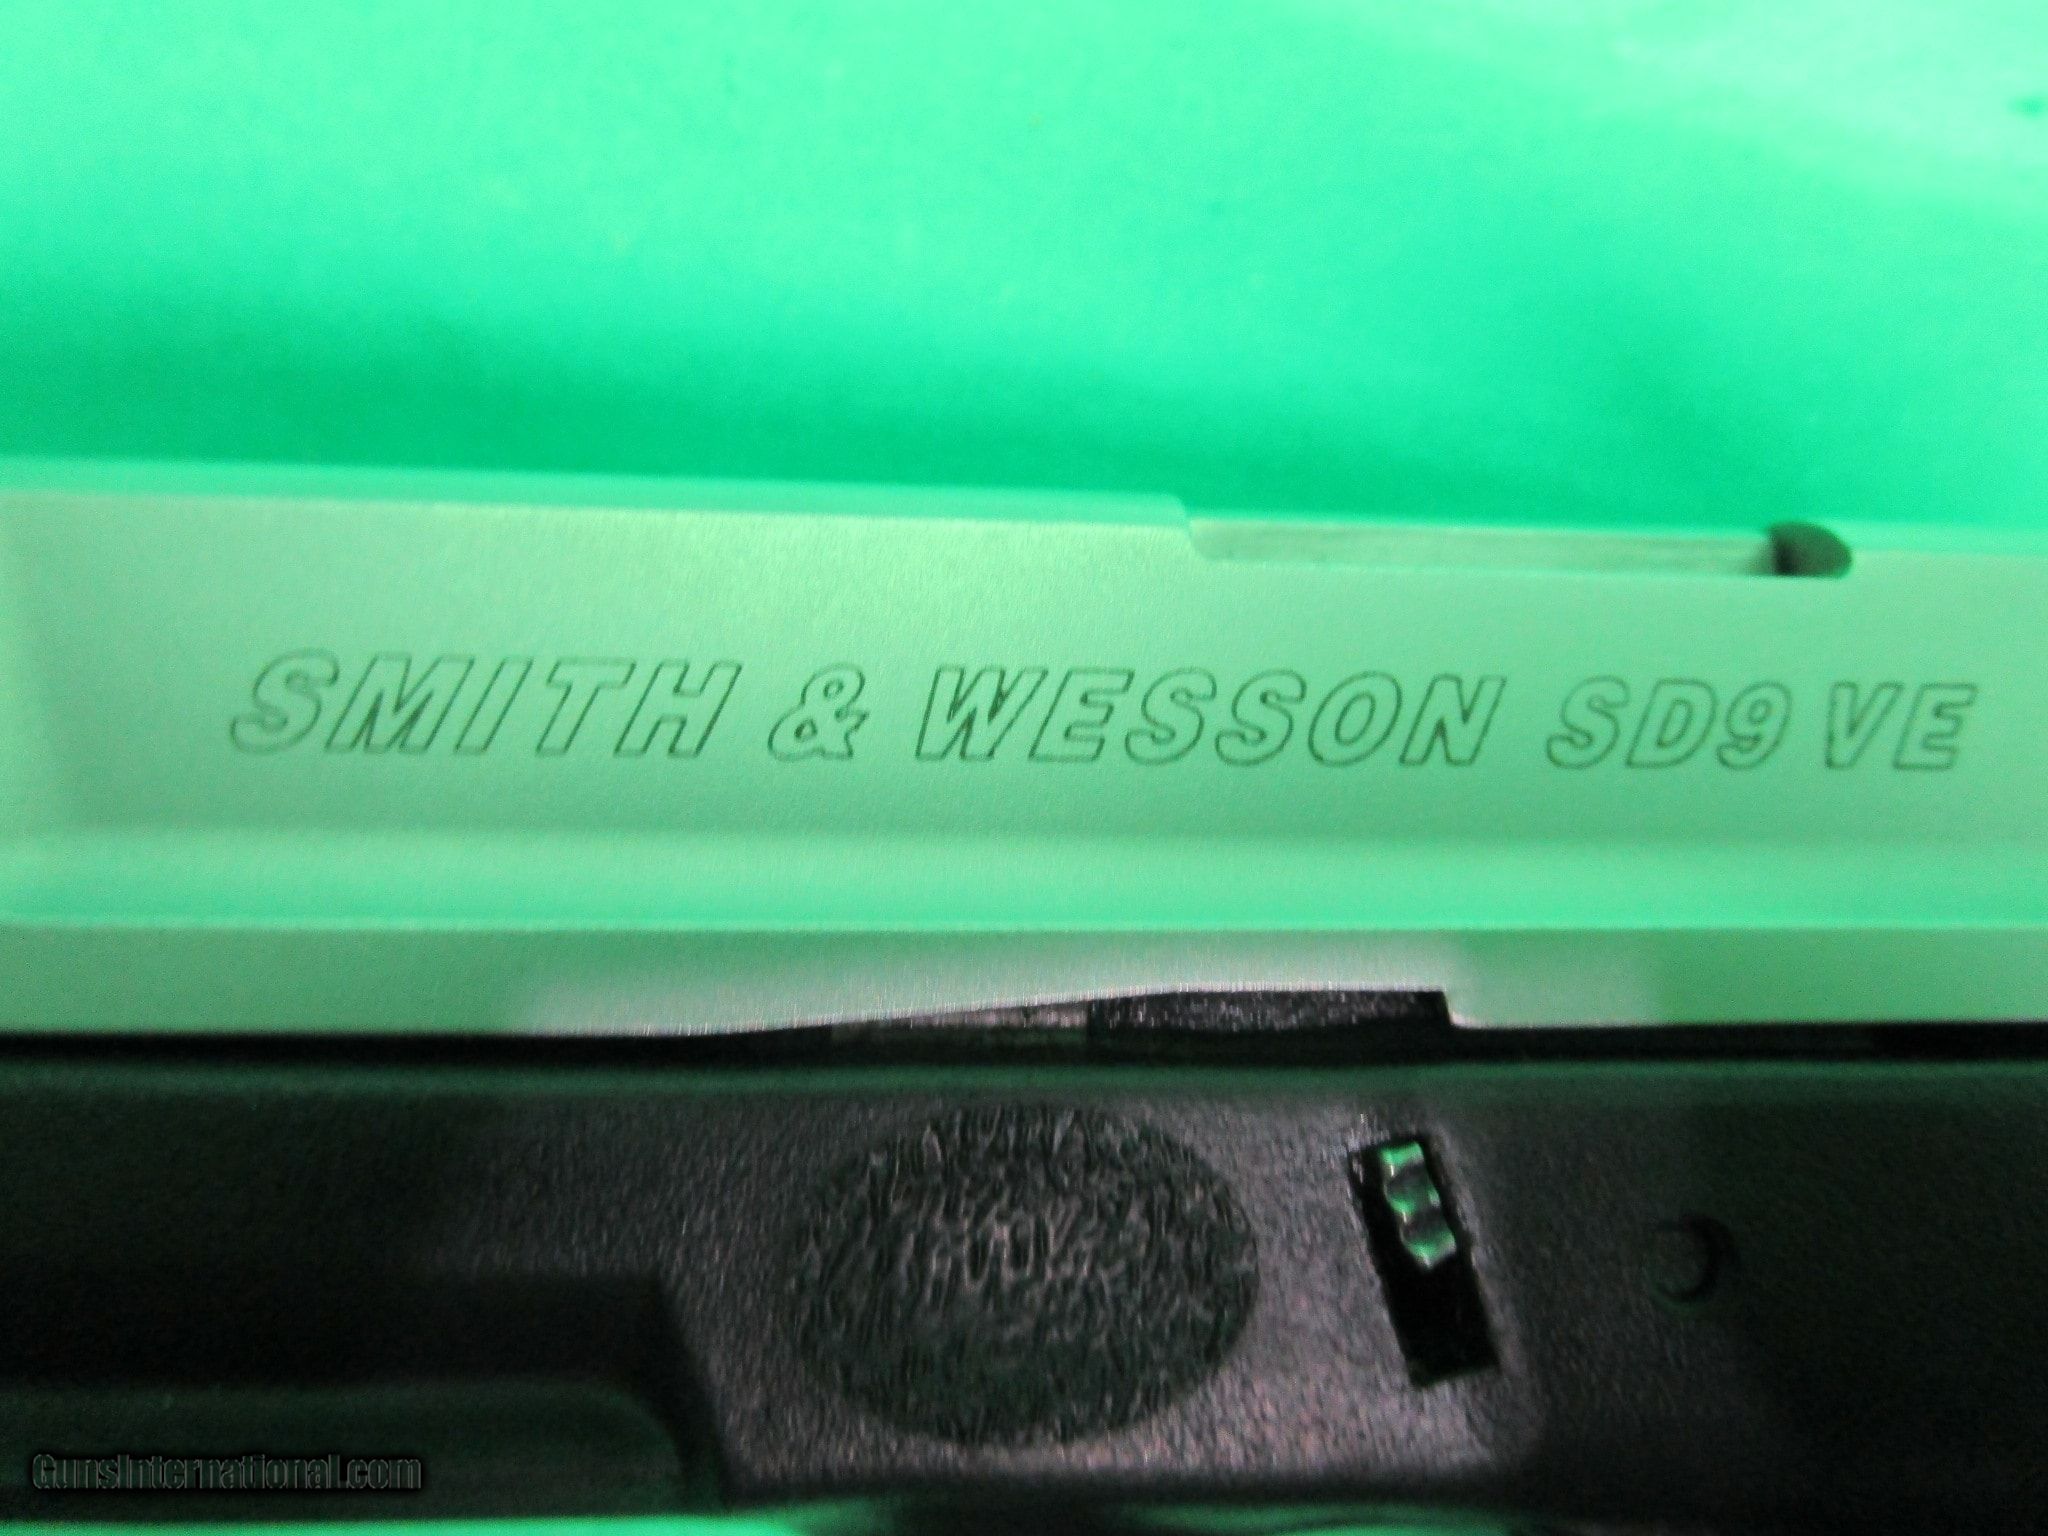 SMITH & WESSON SD9 VE
GunsInternational.com